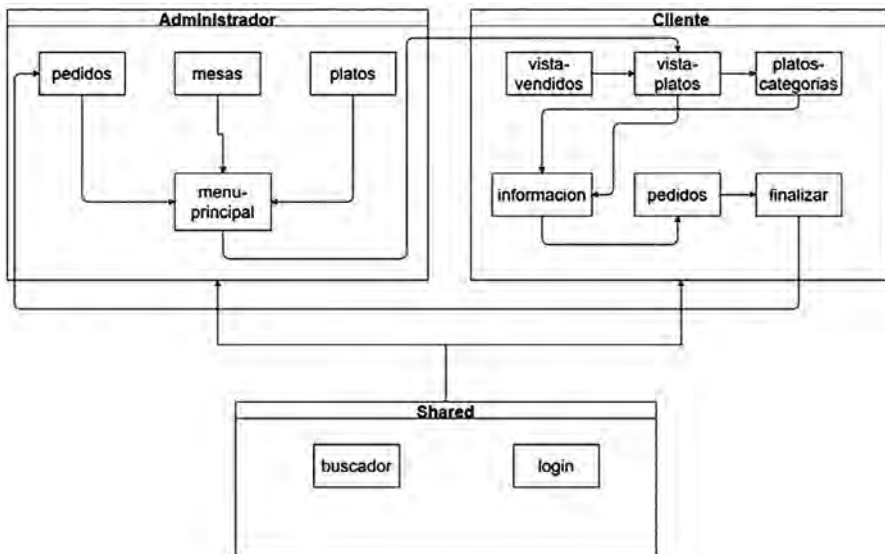 Administrador
pedidos
mesas
platos
menu-
principal
Cliente
vista-
vendidos
vista-
platos
platos-
categorias
informacion
pedidos
finalizar
Shared
buscador
login